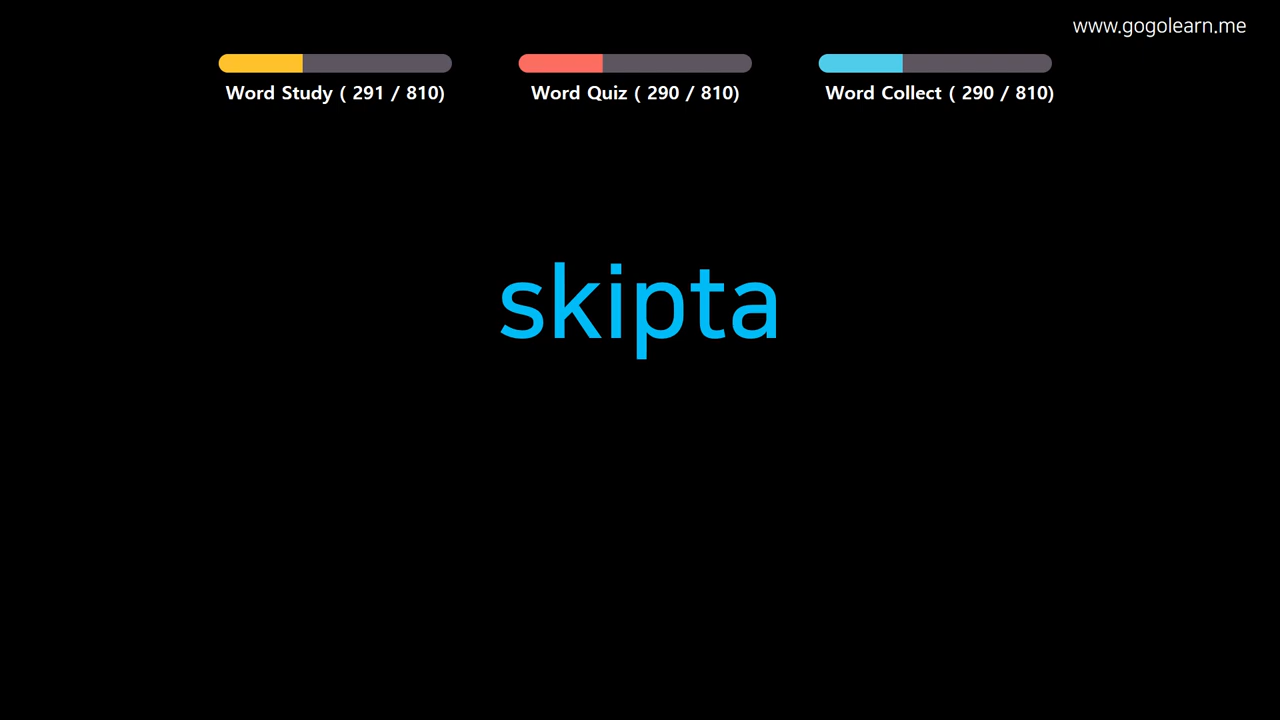 www.gogolearn.me
Word Study ( 291 / 810)
Word Quiz ( 290 / 810)
Word Collect ( 290 / 810)
skipta